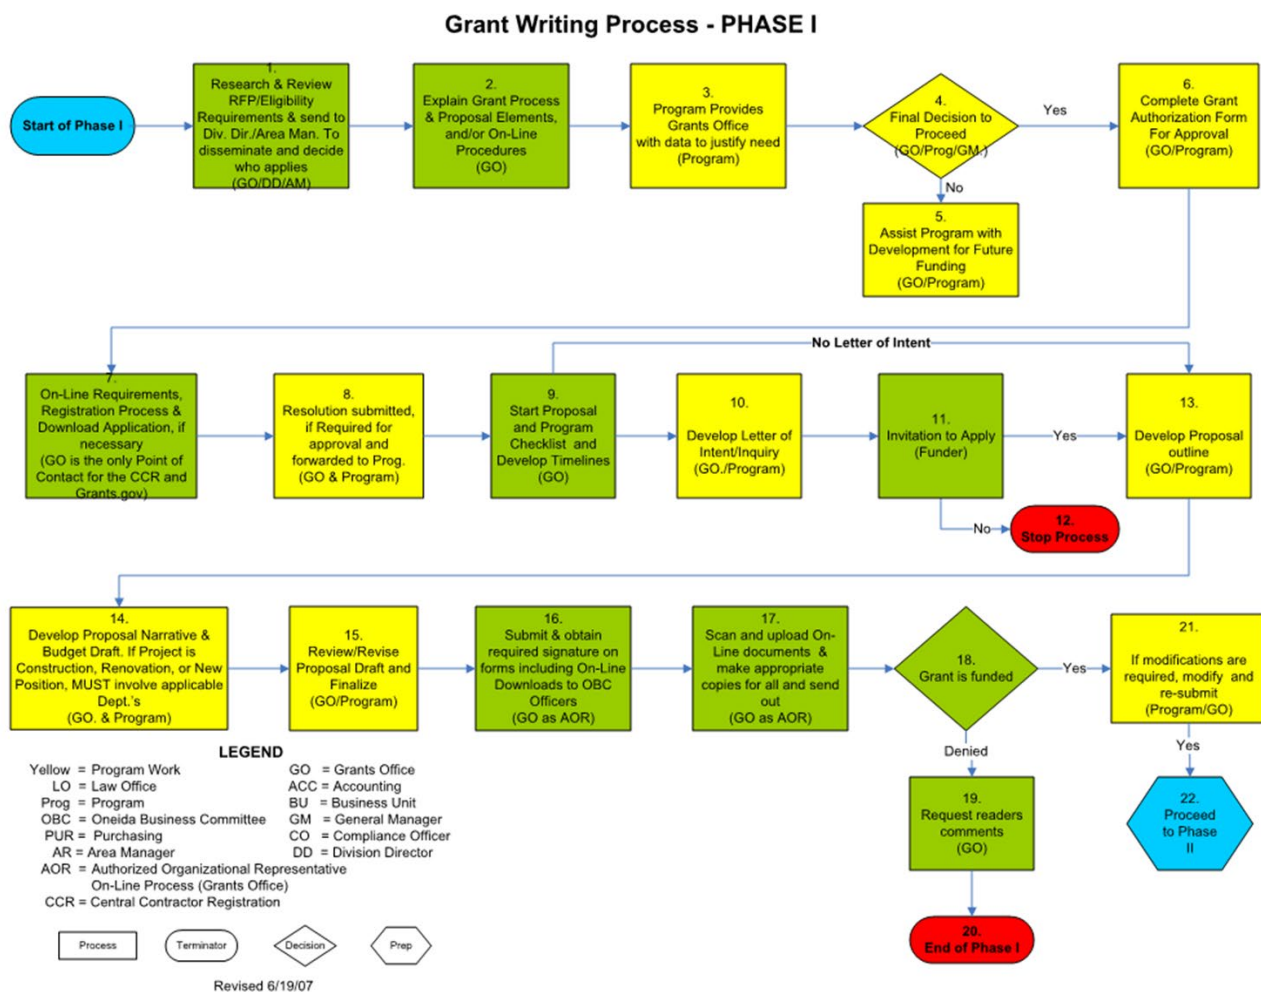 Grant Writing Process - PHASE I
Start of Phase I
1.
Research & Review
RFP/Eligibility
Requirements & send to
Div. Dir./Area Man. To
disseminate and decide
who applies
(GO/DD/AM)
2.
Explain Grant Process
& Proposal Elements,
and/or On-Line
Procedures
(GO)
3.
Program Provides
Grants Office
with data to justify need
(Program)
4.
Final Decision to
Proceed
(GO/Prog/GM.)
Yes
No
5.
Assist Program with
Development for Future
Funding
(GO/Program)
6.
Complete Grant
Authorization Form
For Approval
(GO/Program)
No Letter of Intent
7.
On-Line Requirements,
Registration Process &
Download Application, if
necessary
(GO is the only Point of
Contact for the CCR and
Grants.gov)
8.
Resolution submitted,
if Required for
approval and
forwarded to Prog.
(GO & Program)
9.
Start Proposal
and Program
Checklist and
Develop Timelines
(GO)
10.
Develop Letter of
Intent/Inquiry
(GO./Program)
11.
Invitation to Apply
(Funder)
Yes
No
12.
Stop Process
13.
Develop Proposal
outline
(GO/Program)
14.
Develop Proposal Narrative &
Budget Draft. If Project is
Construction, Renovation, or New
Position, MUST involve applicable
Dept.'s
(GO. & Program)
15.
Review/Revise
Proposal Draft and
Finalize
(GO/Program)
16.
Submit & obtain
required signature on
forms including On-Line
Downloads to OBC
Officers
(GO as AOR)
17.
Scan and upload On-
Line documents &
make appropriate
copies for all and send
out
(GO as AOR)
18.
Grant is funded
Yes
Denied
19.
Request readers
comments
(GO)
20.
End of Phase I
21.
If modifications are
required, modify and
re-submit
(Program/GO)
Yes
22.
Proceed
to Phase
II
LEGEND
Yellow = Program Work
LO = Law Office
Prog = Program
OBC = Oneida Business Committee
PUR = Purchasing
AR = Area Manager
AOR = Authorized Organizational Representative
On-Line Process (Grants Office)
CCR = Central Contractor Registration
GO = Grants Office
ACC = Accounting
BU = Business Unit
GM = General Manager
CO = Compliance Officer
DD = Division Director
Process
Terminator
Decision
Prep
Revised 6/19/07